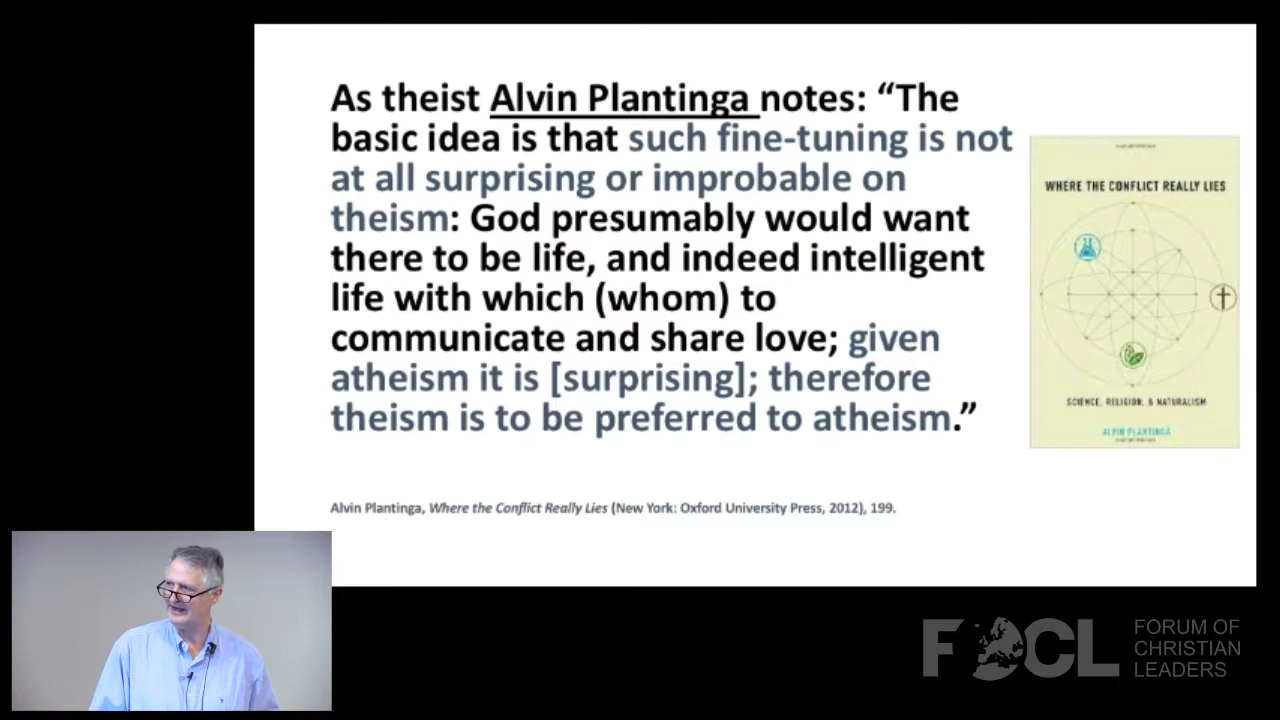 As theist Alvin Plantinga notes: “The
basic idea is that such fine-tuning is not
at all surprising or improbable on
theism: God presumably would want
there to be life, and indeed intelligent
life with which (whom) to
communicate and share love; given
atheism it is [surprising]; therefore
theism is to be preferred to atheism.”
Alvin Plantinga, Where the Conflict Really Lies (New York: Oxford University Press, 2012), 199.
WHERE THE CONFLICT REALLY LIES
SCIENCE, RELIGION, & NATURALISM
ALVIN PLANTINGA
FOCL
FORUM OF
CHRISTIAN
LEADERS